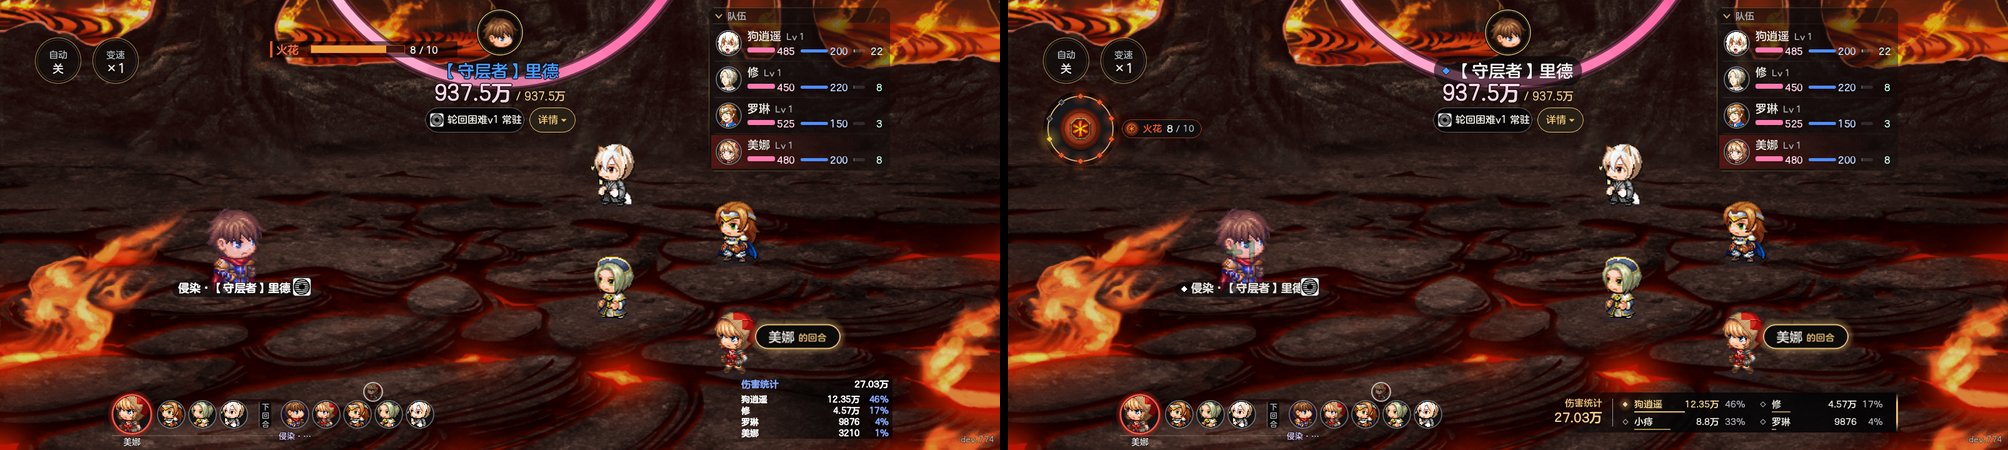 自动
关
变速
×1
火花 8 / 10
【守层者】里德
937.5万 / 937.5万
轮回困难v1 常驻
详情
队伍
狗逍遥 Lv 1
485 200 22
修 Lv 1
450 220 8
罗琳 Lv 1
525 150 3
美娜 Lv 1
480 200 8
侵染·【守层者】里德
美娜 的回合
伤害统计 27.03万
狗逍遥 12.35万 46%
修 4.57万 17%
罗琳 9876 4%
美娜 3210 1%
下回合
美娜
侵染·…
dev.774
自动
关
变速
×1
火花 8 / 10
【守层者】里德
937.5万 / 937.5万
轮回困难v1 常驻
详情
队伍
狗逍遥 Lv 1
485 200 22
修 Lv 1
450 220 8
罗琳 Lv 1
525 150 3
美娜 Lv 1
480 200 8
侵染·【守层者】里德
美娜 的回合
伤害统计
27.03万
狗逍遥 12.35万 46% 修 4.57万 17%
小痔 8.8万 33% 罗琳 9876 4%
下回合
美娜
侵染·…
dev.774